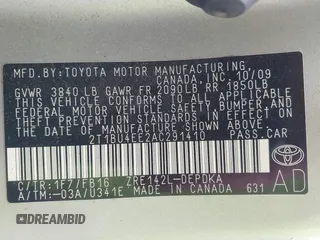 MFD.BY:TOYOTA MOTOR MANUFACTURING,
CANADA INC. 10/09
GVWR 3840 LB GAWR FR 2090LB RR 1850LB
THIS VEHICLE CONFORMS TO ALL APPLICABLE
FEDERAL MOTOR VEHICLE SAFETY, BUMPER, AND
THEFT PREVENTION STANDARDS IN EFFECT ON
THE DATE OF MANUFACTURE SHOWN ABOVE.
2T1BU4EE2AC291410 PASS.CAR
C/TR:1F7/FB16 ZRE142L-DEPDKA
A/TM:-03A/U341E MADE IN CANADA 631
TOYOTA
AD
DREAMBID